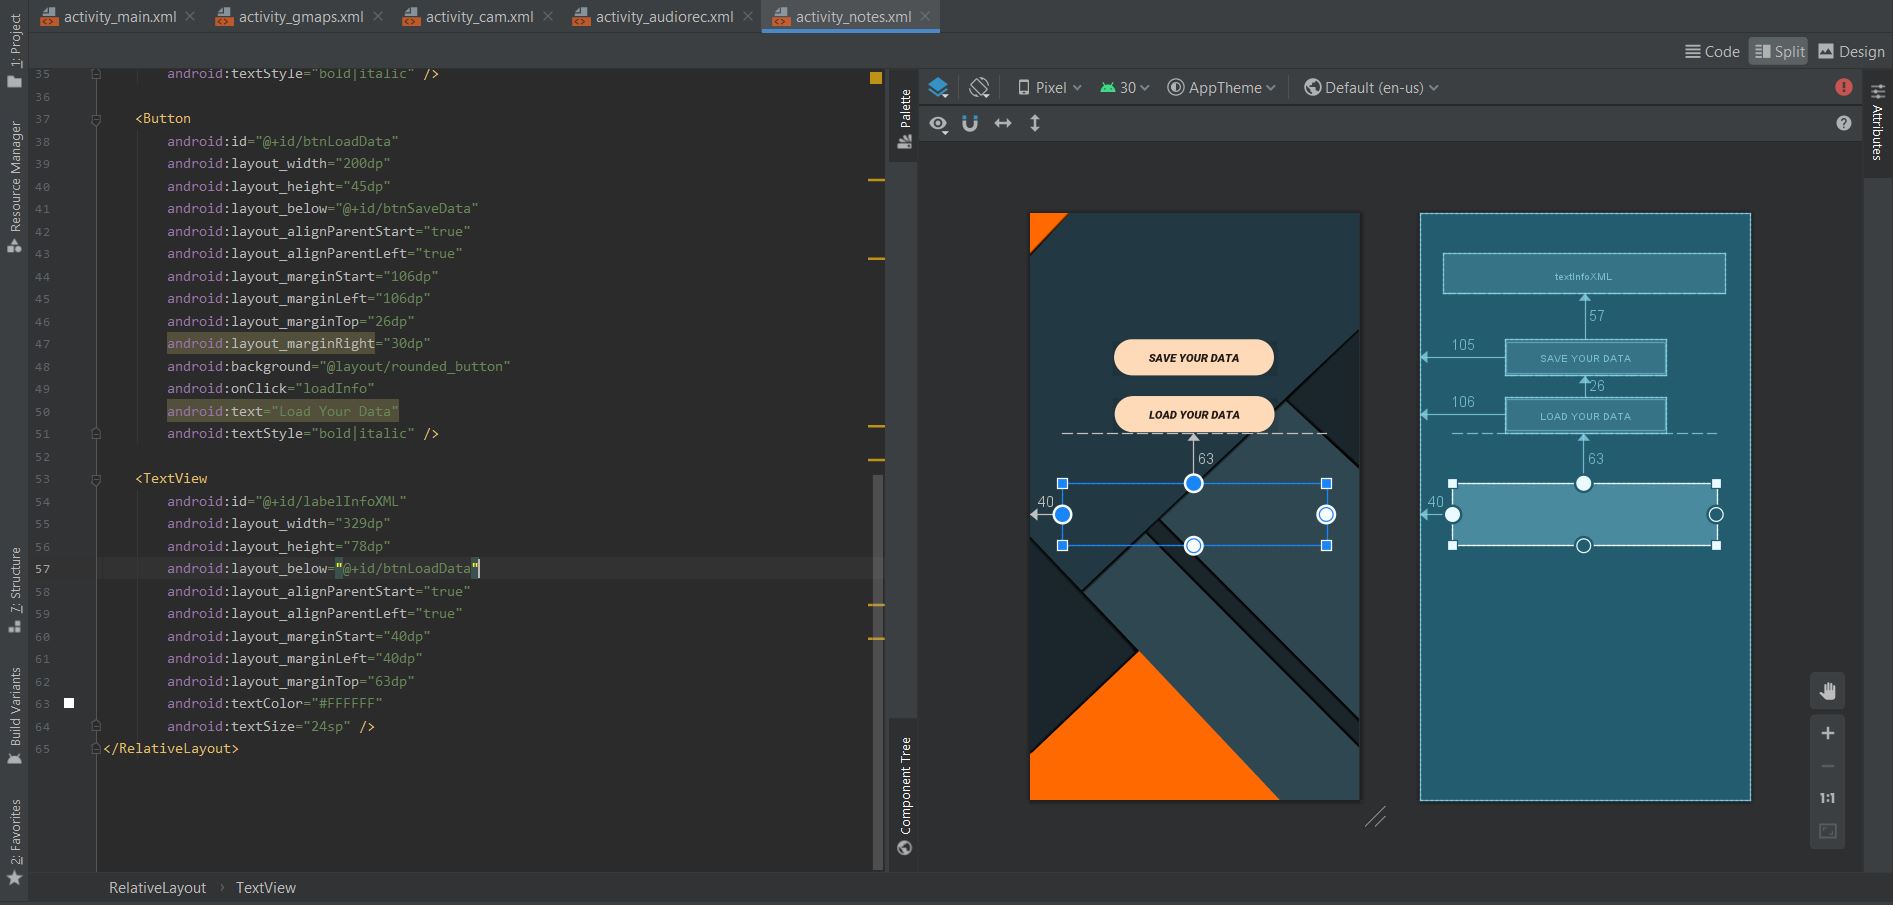 activity_main.xml
activity_gmaps.xml
activity_cam.xml
activity_audiorec.xml
activity_notes.xml
Code
Split
Design
1: Project
Resource Manager
7: Structure
Build Variants
2: Favorites
35 android:textStyle="bold|italic" />
36
37 <Button
38 android:id="@+id/btnLoadData"
39 android:layout_width="200dp"
40 android:layout_height="45dp"
41 android:layout_below="@+id/btnSaveData"
42 android:layout_alignParentStart="true"
43 android:layout_alignParentLeft="true"
44 android:layout_marginStart="106dp"
45 android:layout_marginLeft="106dp"
46 android:layout_marginTop="26dp"
47 android:layout_marginRight="30dp"
48 android:background="@layout/rounded_button"
49 android:onClick="loadInfo"
50 android:text="Load Your Data"
51 android:textStyle="bold|italic" />
52
53 <TextView
54 android:id="@+id/labelInfoXML"
55 android:layout_width="329dp"
56 android:layout_height="78dp"
57 android:layout_below="@+id/btnLoadData"
58 android:layout_alignParentStart="true"
59 android:layout_alignParentLeft="true"
60 android:layout_marginStart="40dp"
61 android:layout_marginLeft="40dp"
62 android:layout_marginTop="63dp"
63 android:textColor="#FFFFFF"
64 android:textSize="24sp" />
65 </RelativeLayout>
RelativeLayout › TextView
Palette
Component Tree
Pixel
30
AppTheme
Default (en-us)
Attributes
SAVE YOUR DATA
LOAD YOUR DATA
63
40
textInfoXML
57
105
SAVE YOUR DATA
26
106
LOAD YOUR DATA
63
40
1:1